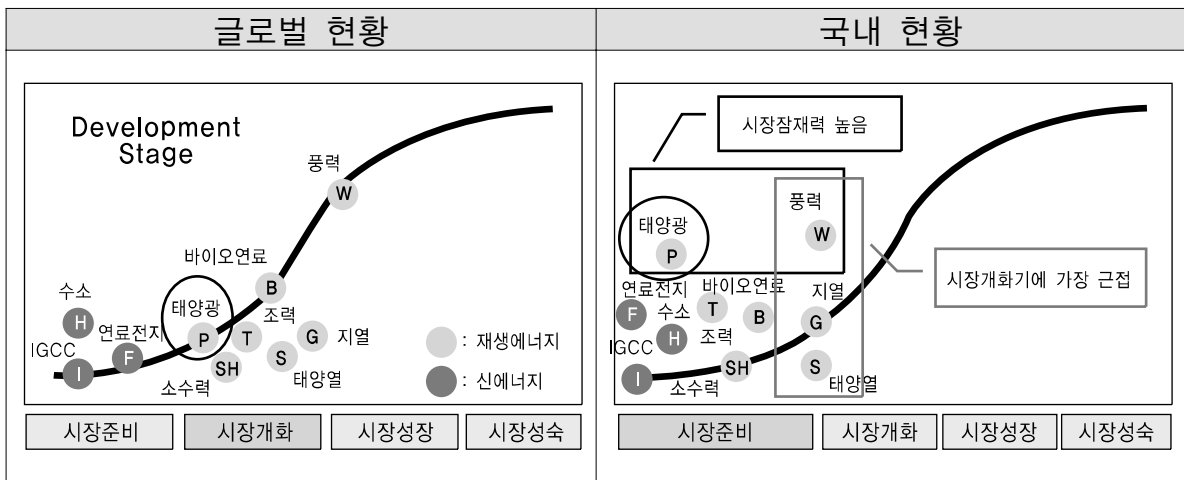 글로벌 현황
Development
Stage
풍력
W
바이오연료
B
수소
H
태양광
P
연료전지
F
조력
T
G
지열
IGCC
I
SH
소수력
S
태양열
: 재생에너지
: 신에너지
시장준비
시장개화
시장성장
시장성숙
국내 현황
시장잠재력 높음
풍력
W
태양광
P
시장개화기에 가장 근접
연료전지
F
수소
H
바이오연료
T
B
조력
지열
G
IGCC
I
소수력
SH
S
태양열
시장준비
시장개화
시장성장
시장성숙